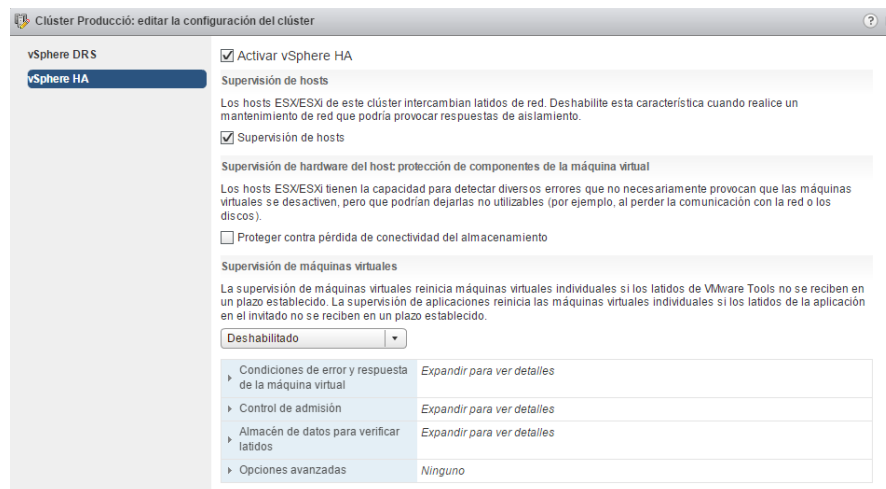 Clúster Producció: editar la configuración del clúster
?
vSphere DRS
vSphere HA
Activar vSphere HA
Supervisión de hosts
Los hosts ESX/ESXi de este clúster intercambian latidos de red. Deshabilite esta característica cuando realice un
mantenimiento de red que podría provocar respuestas de aislamiento.
Supervisión de hosts
Supervisión de hardware del host: protección de componentes de la máquina virtual
Los hosts ESX/ESXi tienen la capacidad para detectar diversos errores que no necesariamente provocan que las máquinas
virtuales se desactiven, pero que podrían dejarlas no utilizables (por ejemplo, al perder la comunicación con la red o los
discos).
Proteger contra pérdida de conectividad del almacenamiento
Supervisión de máquinas virtuales
La supervisión de máquinas virtuales reinicia máquinas virtuales individuales si los latidos de VMware Tools no se reciben en
un plazo establecido. La supervisión de aplicaciones reinicia las máquinas virtuales individuales si los latidos de la aplicación
en el invitado no se reciben en un plazo establecido.
Deshabilitado
Condiciones de error y respuesta
de la máquina virtual
Expandir para ver detalles
Control de admisión
Expandir para ver detalles
Almacén de datos para verificar
latidos
Expandir para ver detalles
Opciones avanzadas
Ninguno